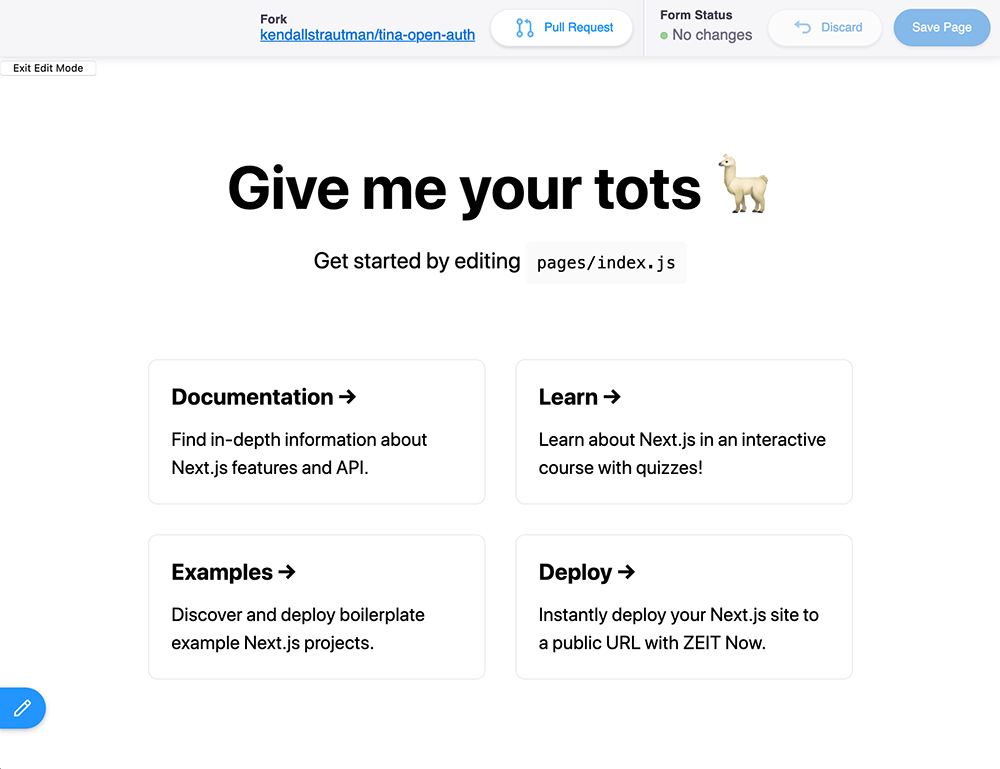 Fork
kendallstrautman/tina-open-auth
Pull Request
Form Status
No changes
Discard
Save Page
Exit Edit Mode
Give me your tots 🦙
Get started by editing pages/index.js
Documentation →
Find in-depth information about
Next.js features and API.
Learn →
Learn about Next.js in an interactive
course with quizzes!
Examples →
Discover and deploy boilerplate
example Next.js projects.
Deploy →
Instantly deploy your Next.js site to
a public URL with ZEIT Now.